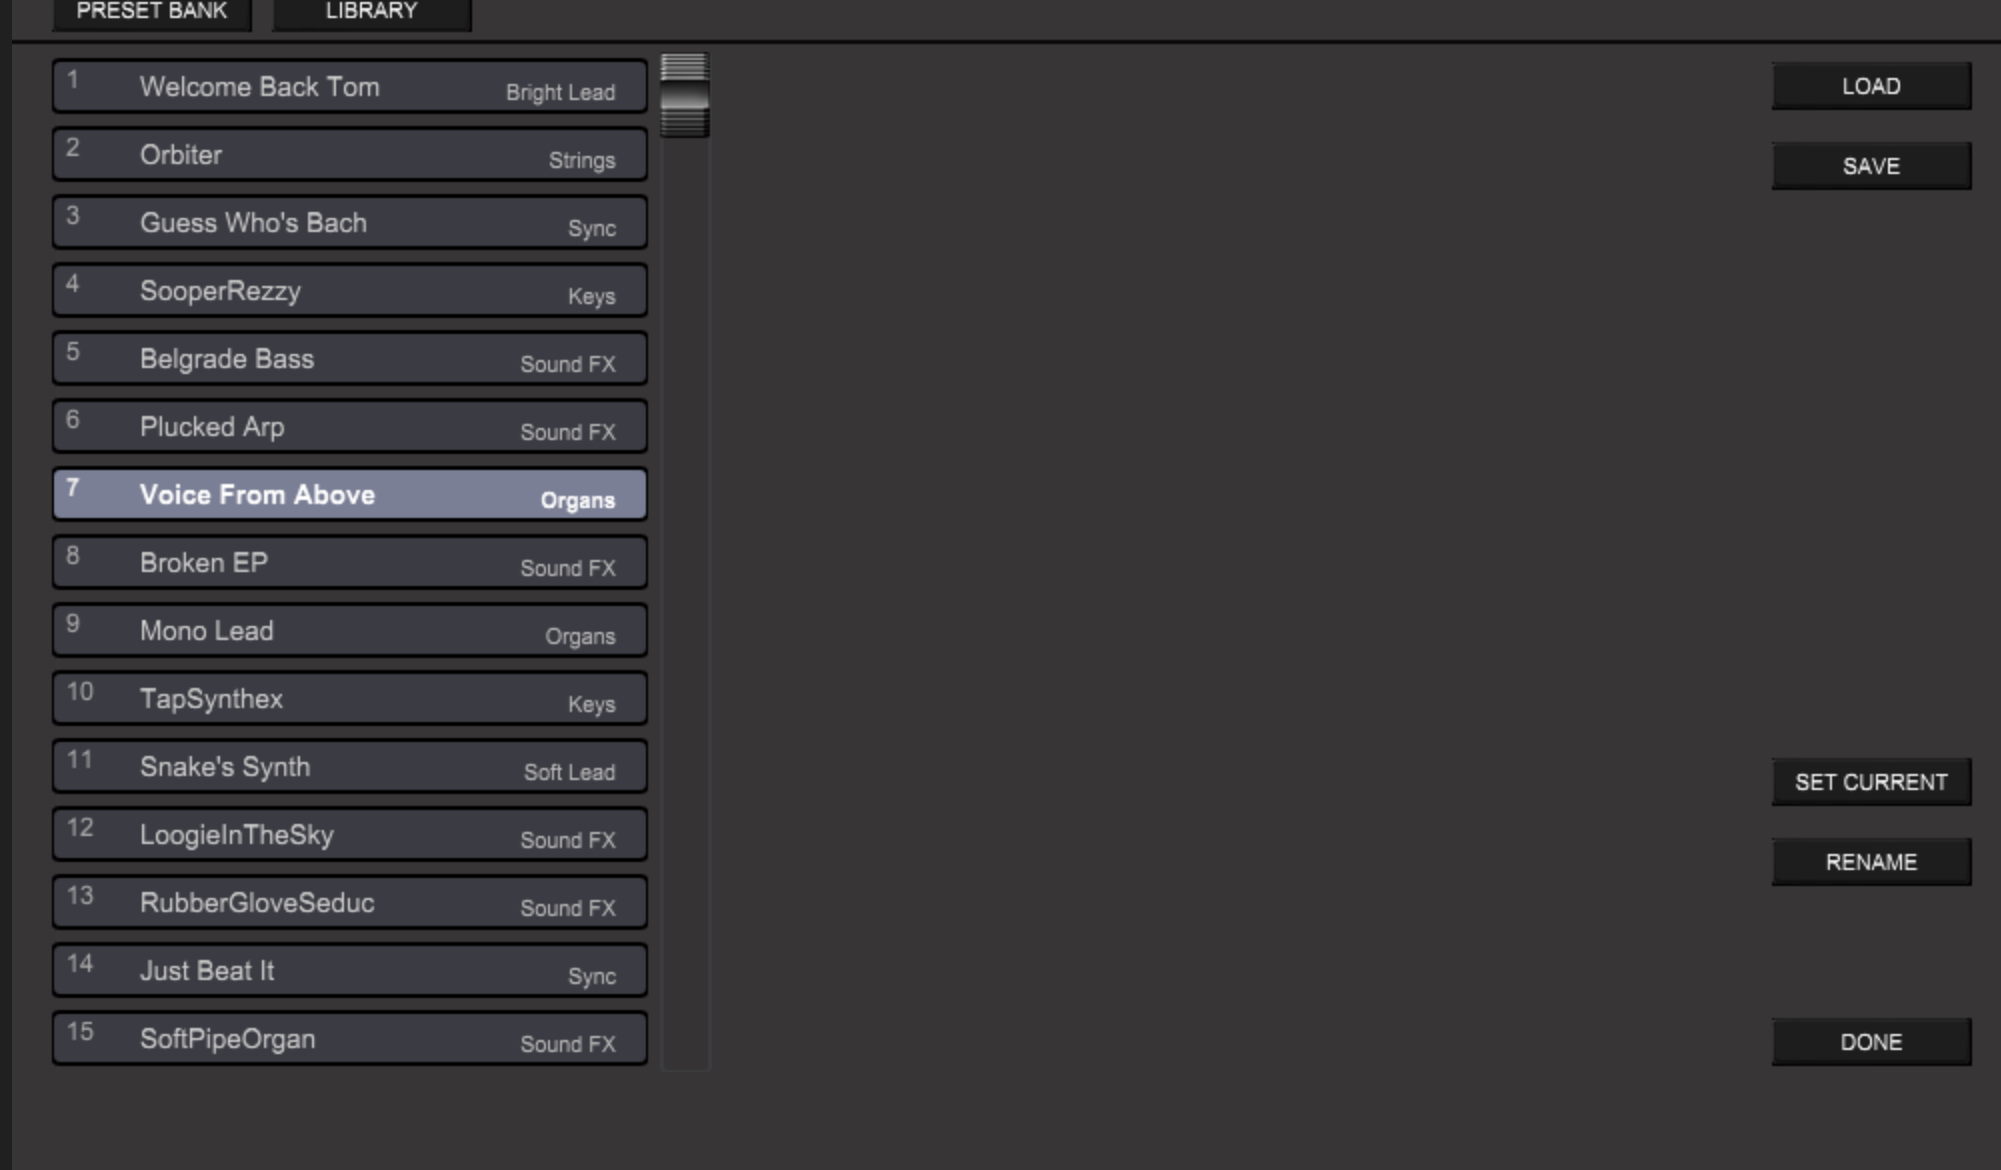 PRESET BANK LIBRARY
1 Welcome Back Tom Bright Lead
LOAD
2 Orbiter Strings
SAVE
3 Guess Who's Bach Sync
4 SooperRezzy Keys
5 Belgrade Bass Sound FX
6 Plucked Arp Sound FX
7 Voice From Above Organs
8 Broken EP Sound FX
9 Mono Lead Organs
10 TapSynthex Keys
11 Snake's Synth Soft Lead
SET CURRENT
12 LoogieInTheSky Sound FX
RENAME
13 RubberGloveSeduc Sound FX
14 Just Beat It Sync
15 SoftPipeOrgan Sound FX
DONE